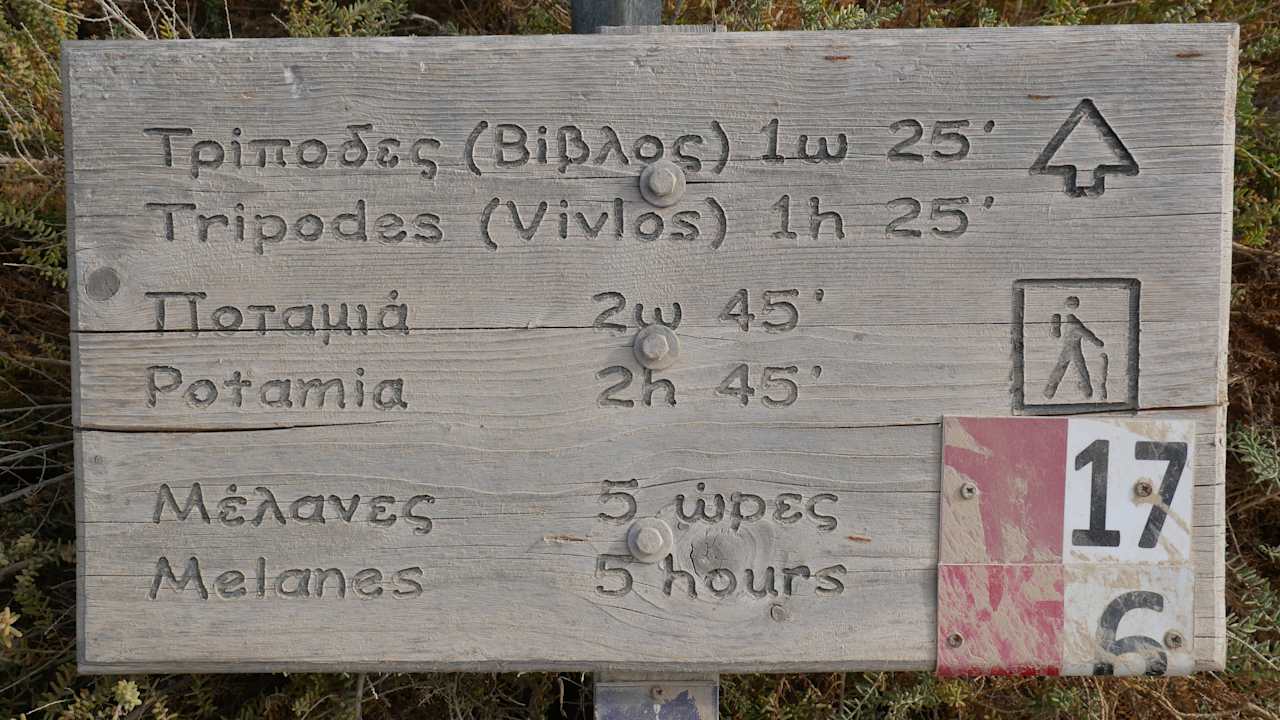 Τρίποδες (Βίβλος) 1ω 25'
Tripodes (Vivlos) 1h 25'
Ποταμιά 2ω 45'
Potamia 2h 45'
Μέλανες 5 ώρες
Melanes 5 hours
17
6